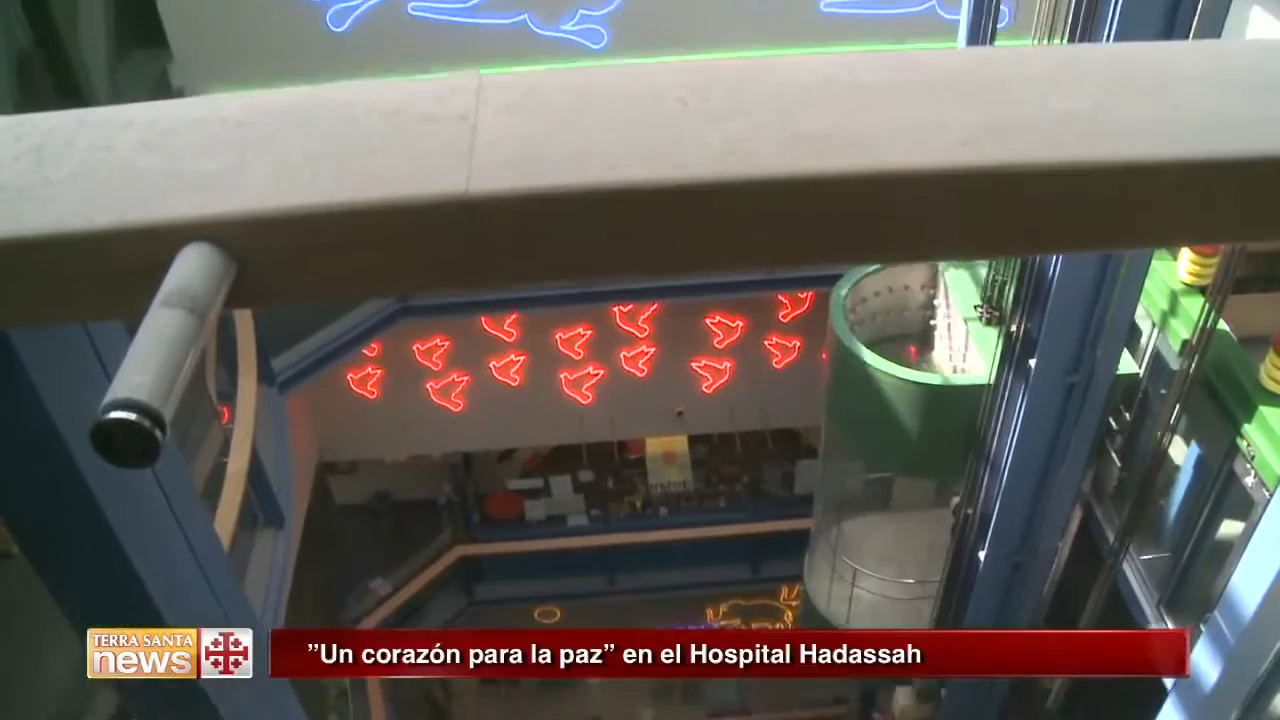 TERRA SANTA
news
”Un corazón para la paz” en el Hospital Hadassah